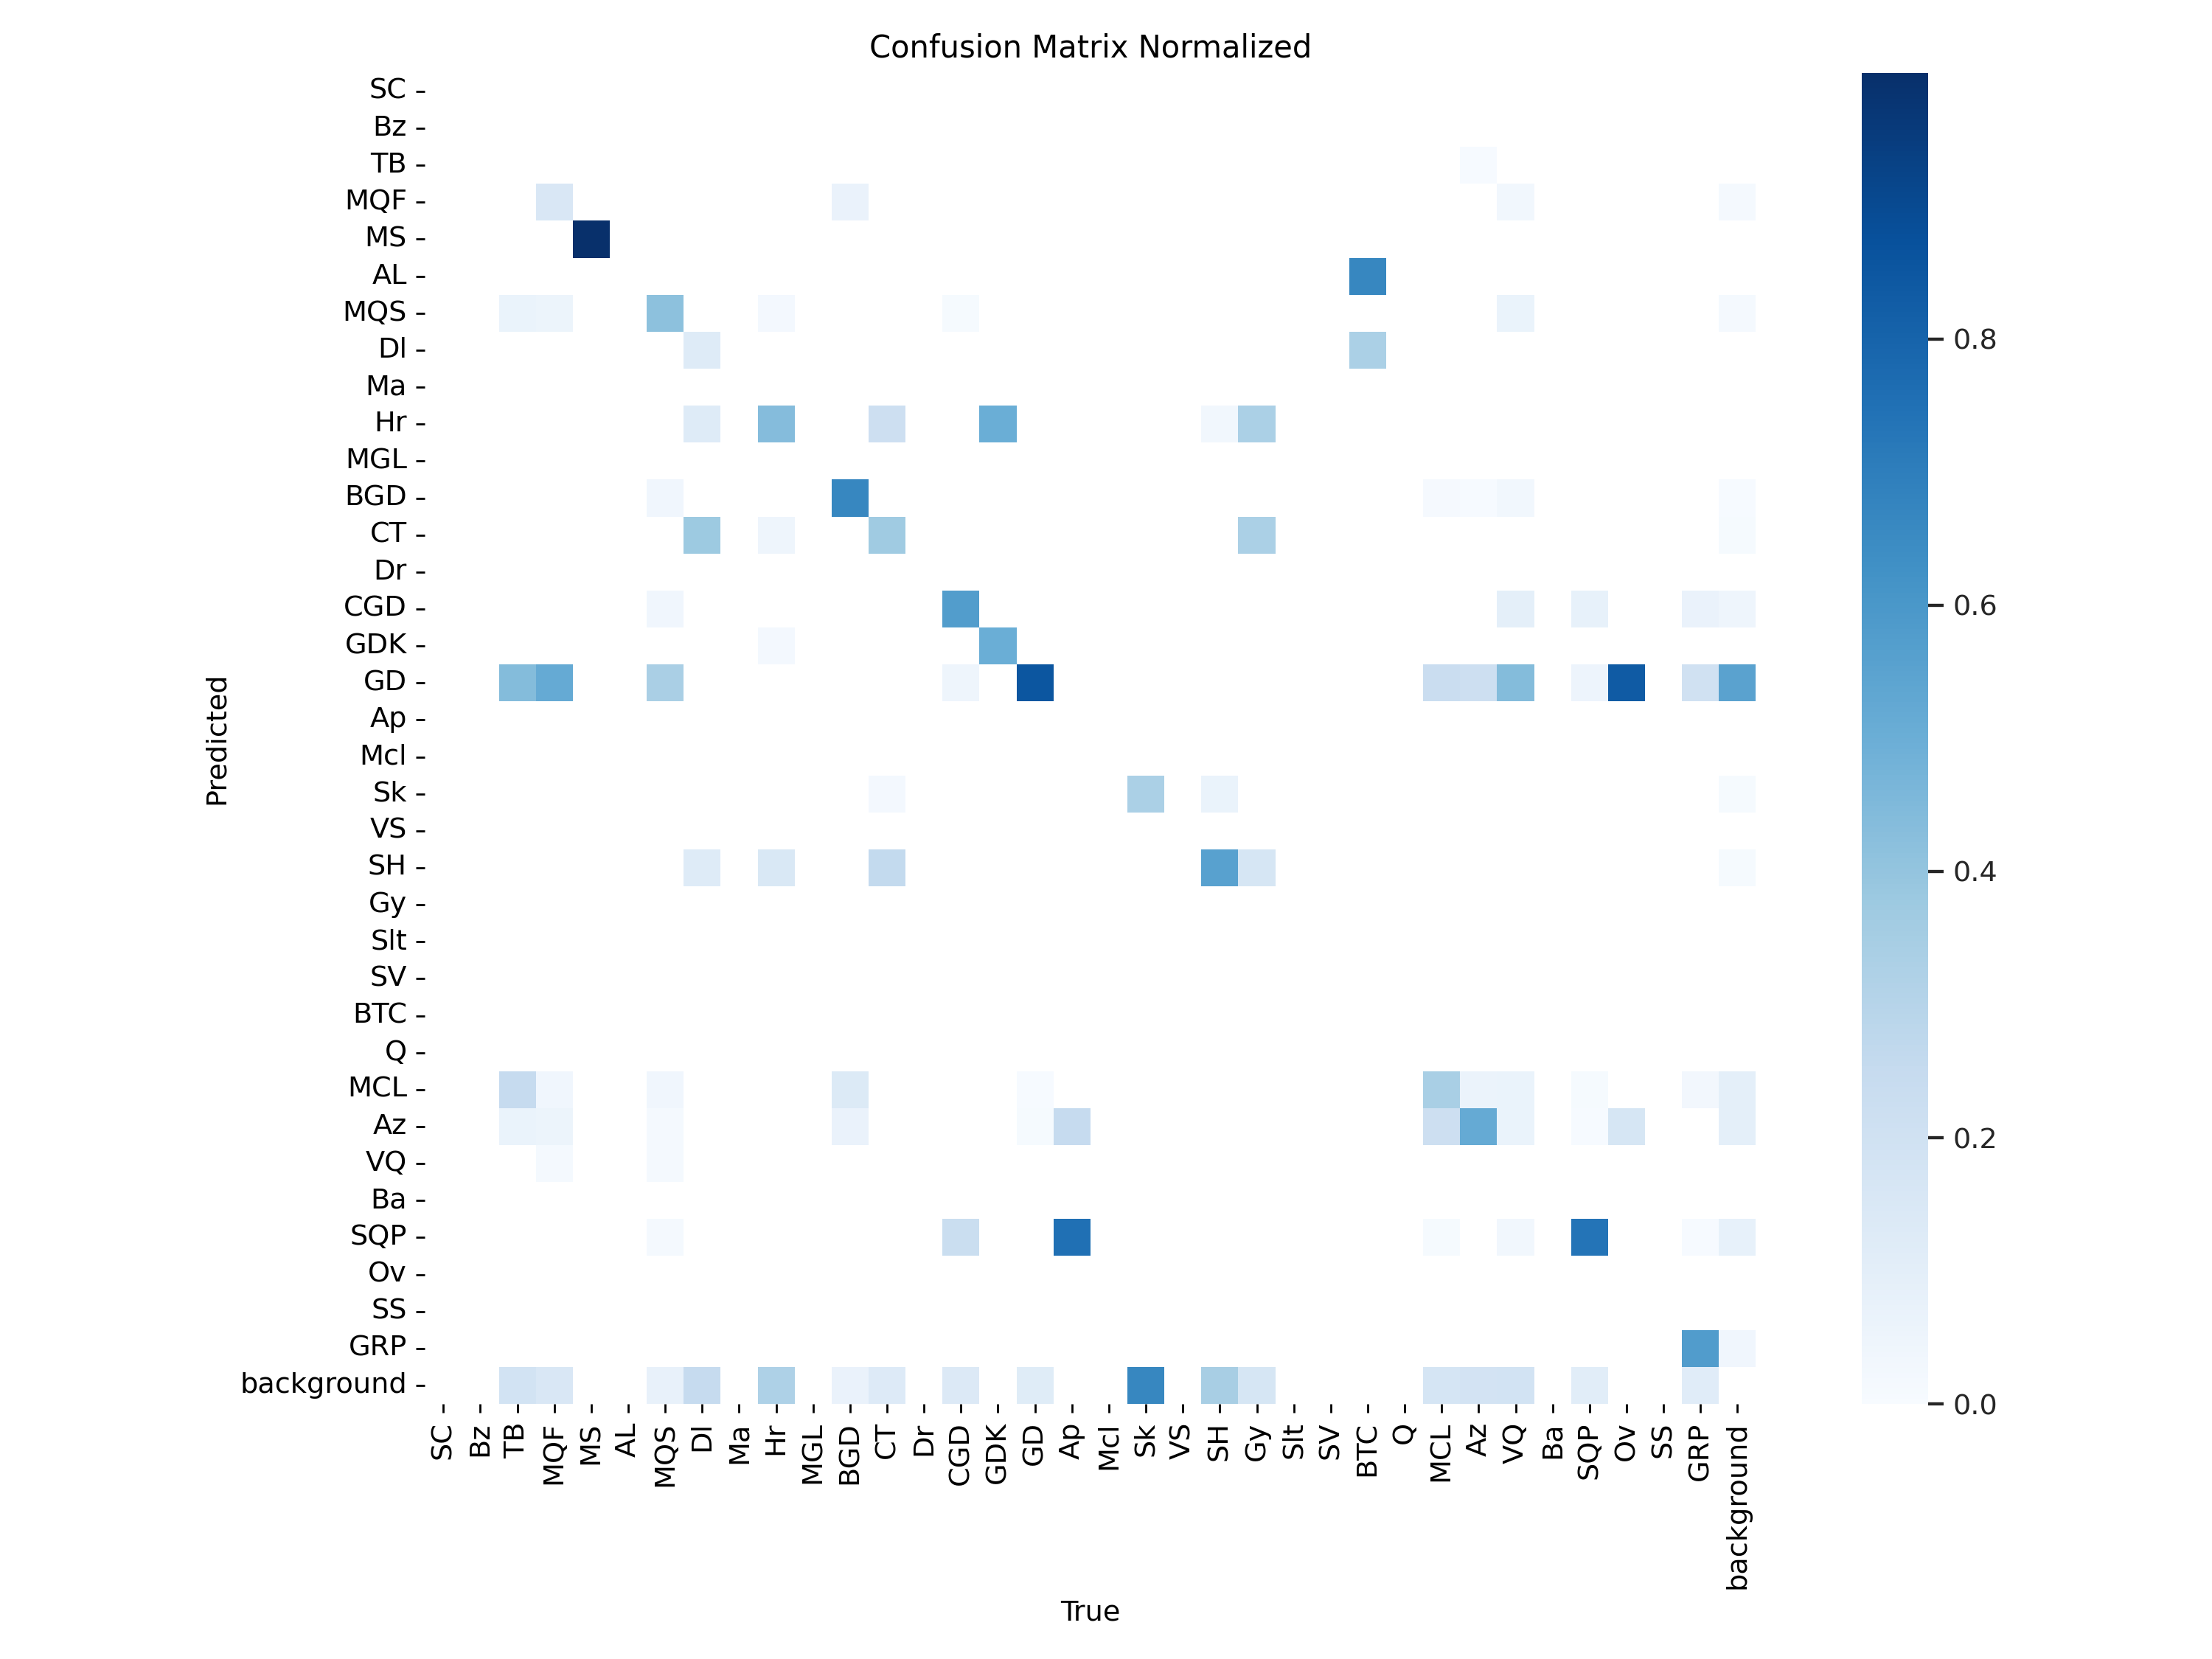 Confusion Matrix Normalized
Predicted
SC
Bz
TB
MQF
MS
AL
MQS
Dl
Ma
Hr
MGL
BGD
CT
Dr
CGD
GDK
GD
Ap
Mcl
Sk
VS
SH
Gy
Slt
SV
BTC
Q
MCL
Az
VQ
Ba
SQP
Ov
SS
GRP
background
SC Bz TB MQF MS AL MQS Dl Ma Hr MGL BGD CT Dr CGD GDK GD Ap Mcl Sk VS SH Gy Slt SV BTC Q MCL Az VQ Ba SQP Ov SS GRP background
True
0.8
0.6
0.4
0.2
0.0